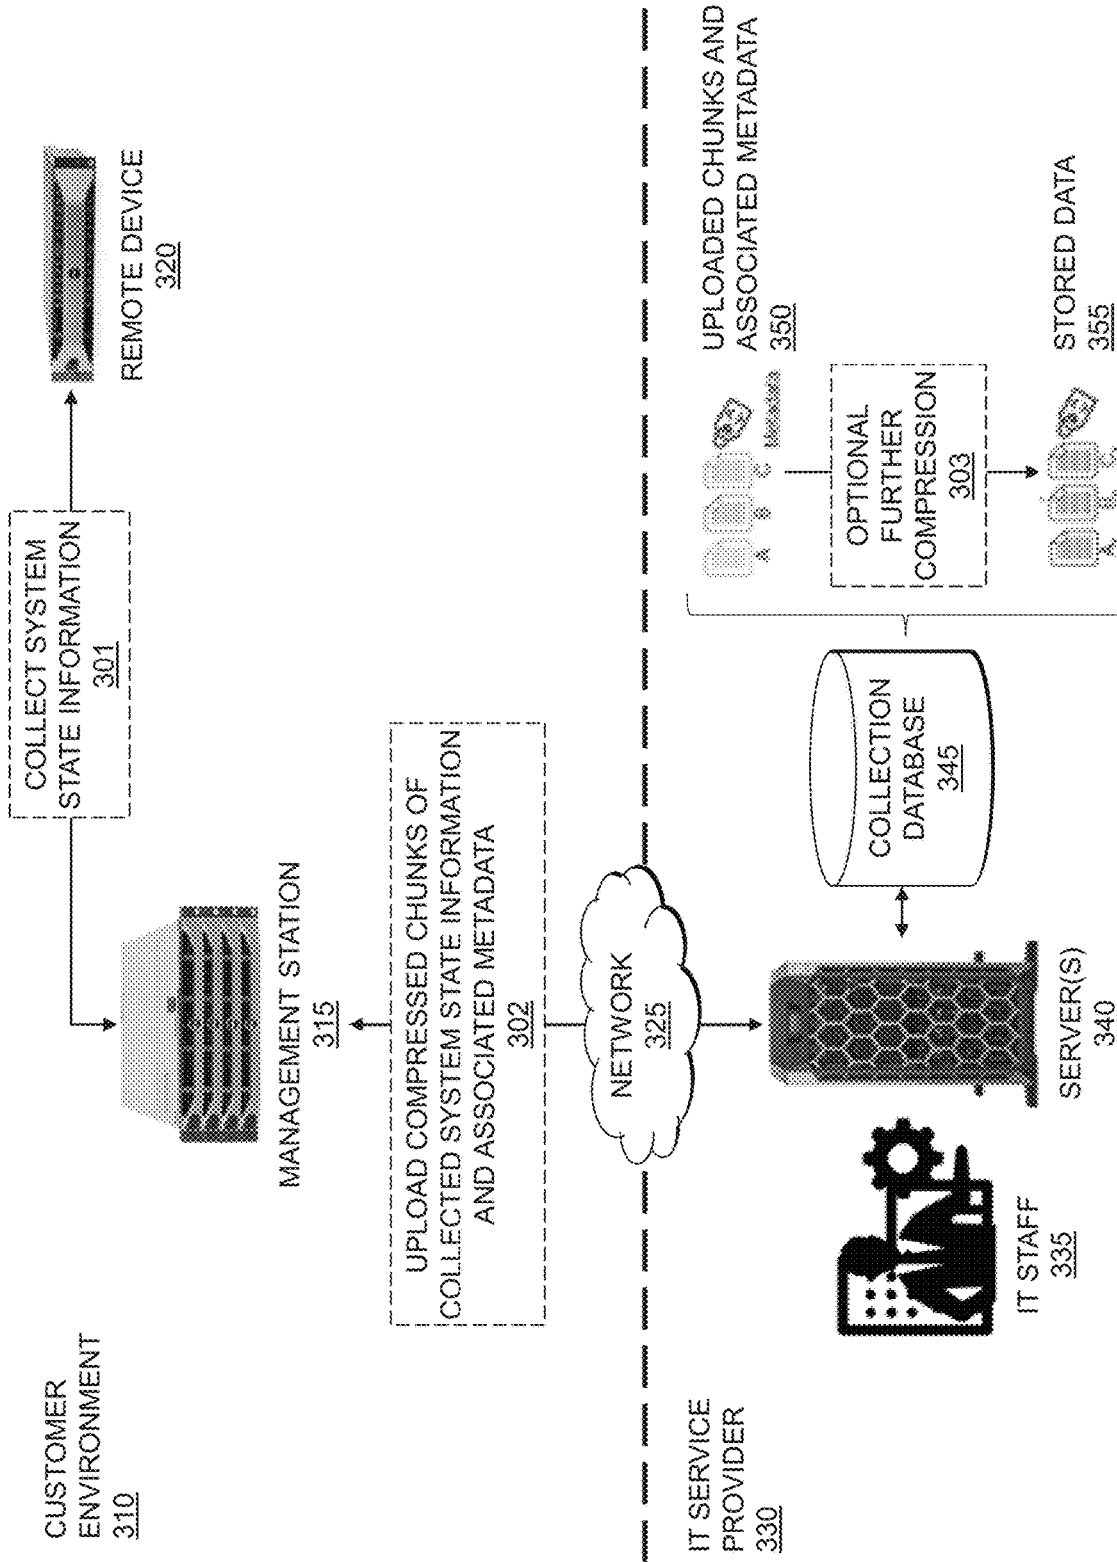 CUSTOMER
ENVIRONMENT
310
COLLECT SYSTEM
STATE INFORMATION
301
REMOTE DEVICE
320
MANAGEMENT STATION
315
UPLOAD COMPRESSED CHUNKS OF
COLLECTED SYSTEM STATE INFORMATION
AND ASSOCIATED METADATA
302
NETWORK
325
IT SERVICE
PROVIDER
330
IT STAFF
335
SERVER(S)
340
COLLECTION
DATABASE
345
A
B
C
UPLOADED CHUNKS AND
ASSOCIATED METADATA
350
OPTIONAL
FURTHER
COMPRESSION
303
STORED DATA
355